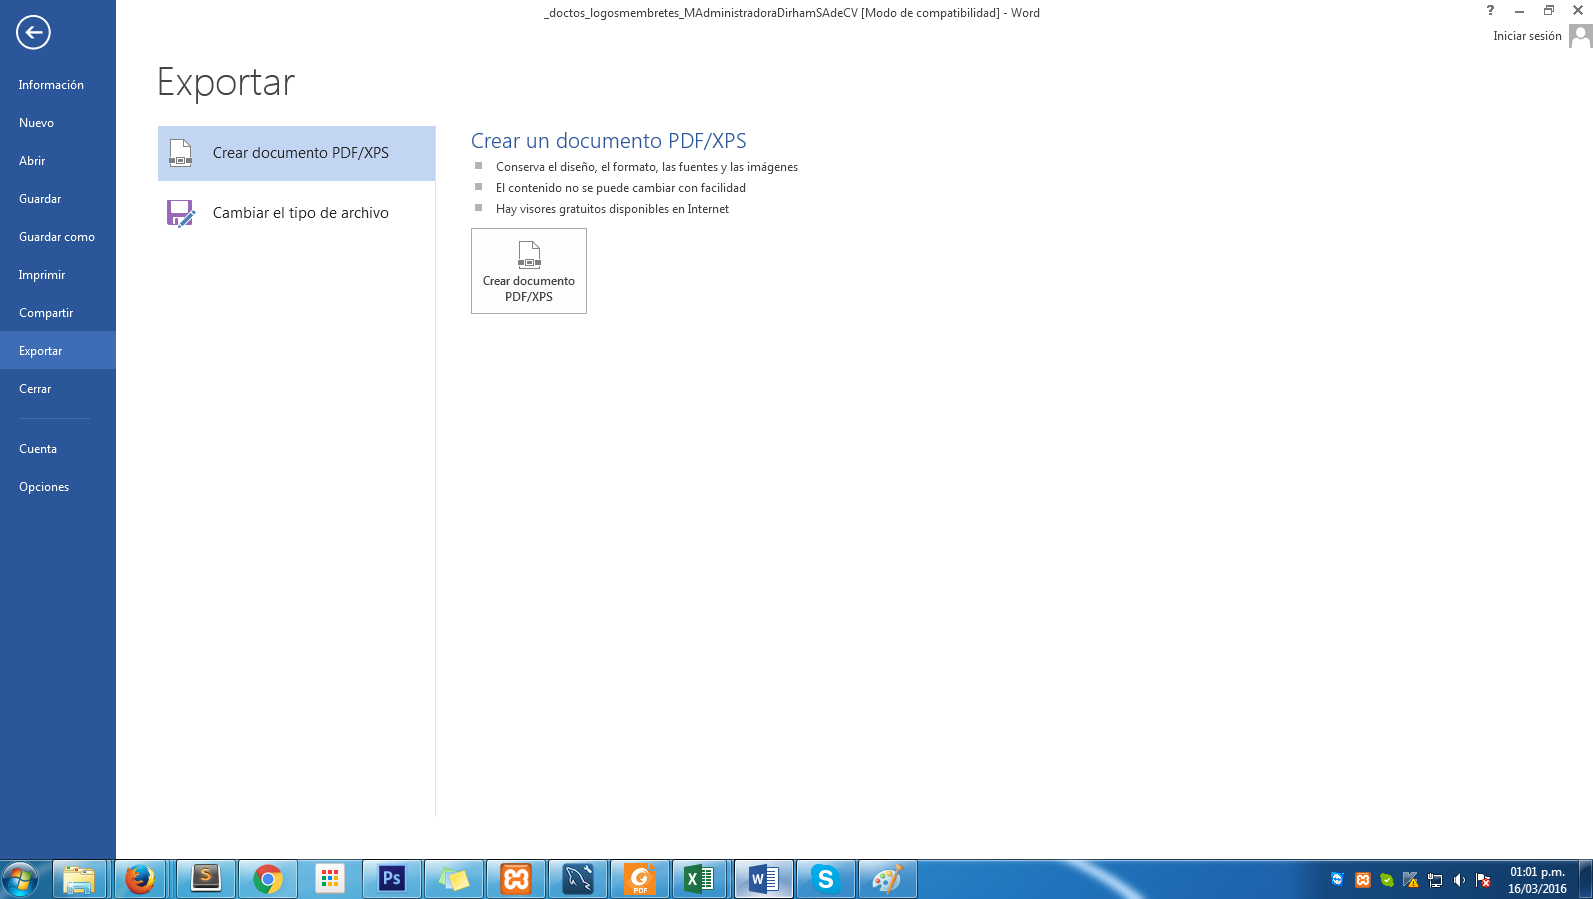 _doctos_logosmembretes_MAdministradoraDirhamSAdeCV [Modo de compatibilidad] - Word
?
Iniciar sesión
Información
Nuevo
Abrir
Guardar
Guardar como
Imprimir
Compartir
Exportar
Cerrar
Cuenta
Opciones
Exportar
Crear documento PDF/XPS
Cambiar el tipo de archivo
Crear un documento PDF/XPS
Conserva el diseño, el formato, las fuentes y las imágenes
El contenido no se puede cambiar con facilidad
Hay visores gratuitos disponibles en Internet
Crear documento
PDF/XPS
S
Ps
PDF
X
W
S
01:01 p.m.
16/03/2016